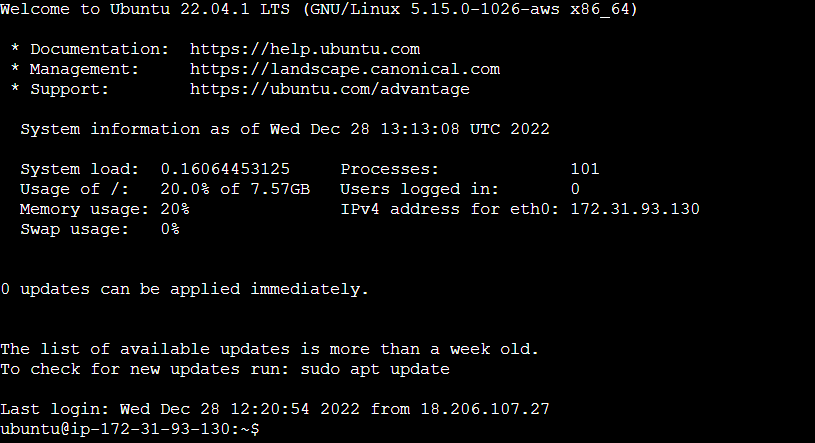 Welcome to Ubuntu 22.04.1 LTS (GNU/Linux 5.15.0-1026-aws x86_64)
* Documentation: https://help.ubuntu.com
* Management: https://landscape.canonical.com
* Support: https://ubuntu.com/advantage
System information as of Wed Dec 28 13:13:08 UTC 2022
System load: 0.16064453125 Processes: 101
Usage of /: 20.0% of 7.57GB Users logged in: 0
Memory usage: 20% IPv4 address for eth0: 172.31.93.130
Swap usage: 0%
0 updates can be applied immediately.
The list of available updates is more than a week old.
To check for new updates run: sudo apt update
Last login: Wed Dec 28 12:20:54 2022 from 18.206.107.27
ubuntu@ip-172-31-93-130:~$